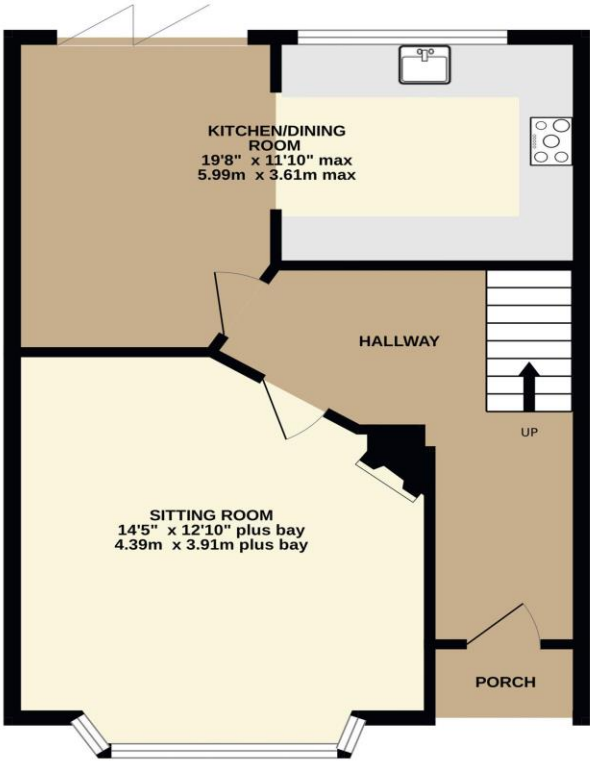 KITCHEN/DINING
ROOM
19'8" x 11'10" max
5.99m x 3.61m max
HALLWAY
UP
SITTING ROOM
14'5" x 12'10" plus bay
4.39m x 3.91m plus bay
PORCH